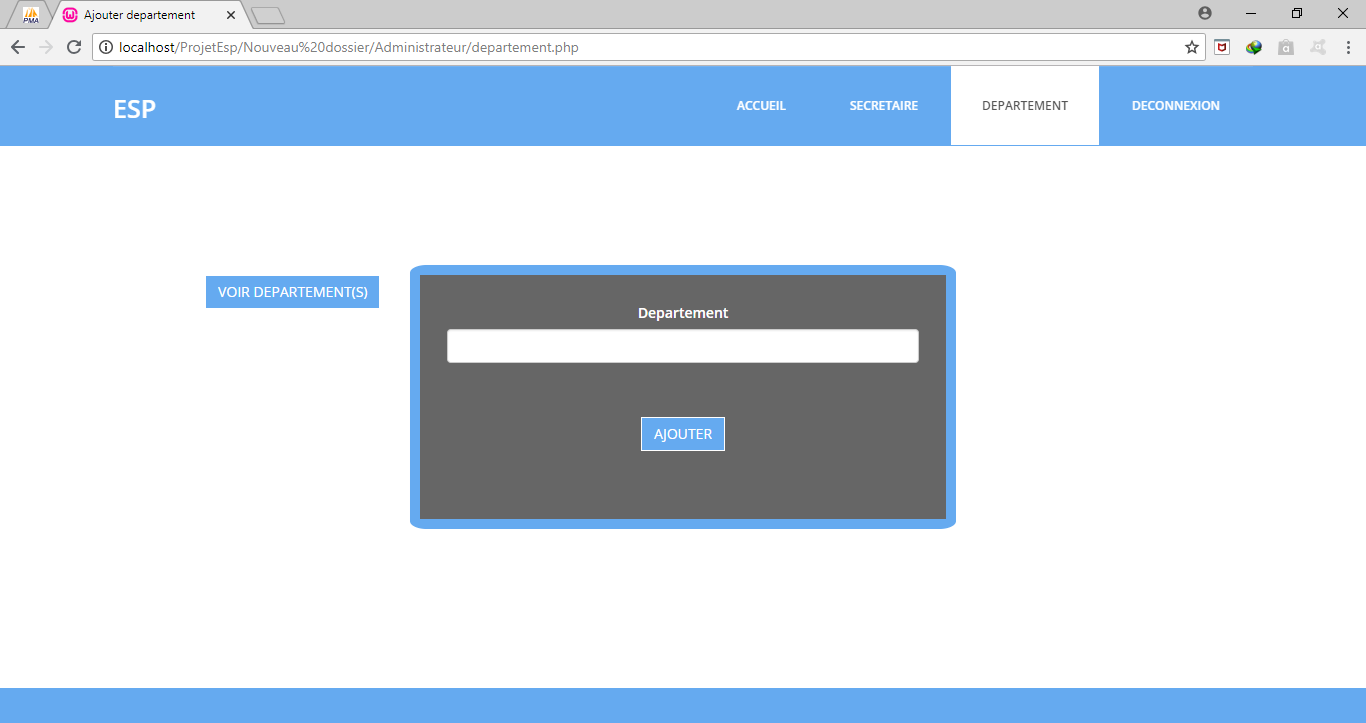 PMA
Ajouter departement
localhost/ProjetEsp/Nouveau%20dossier/Administrateur/departement.php
ESP
ACCUEIL
SECRETAIRE
DEPARTEMENT
DECONNEXION
VOIR DEPARTEMENT(S)
Departement
AJOUTER